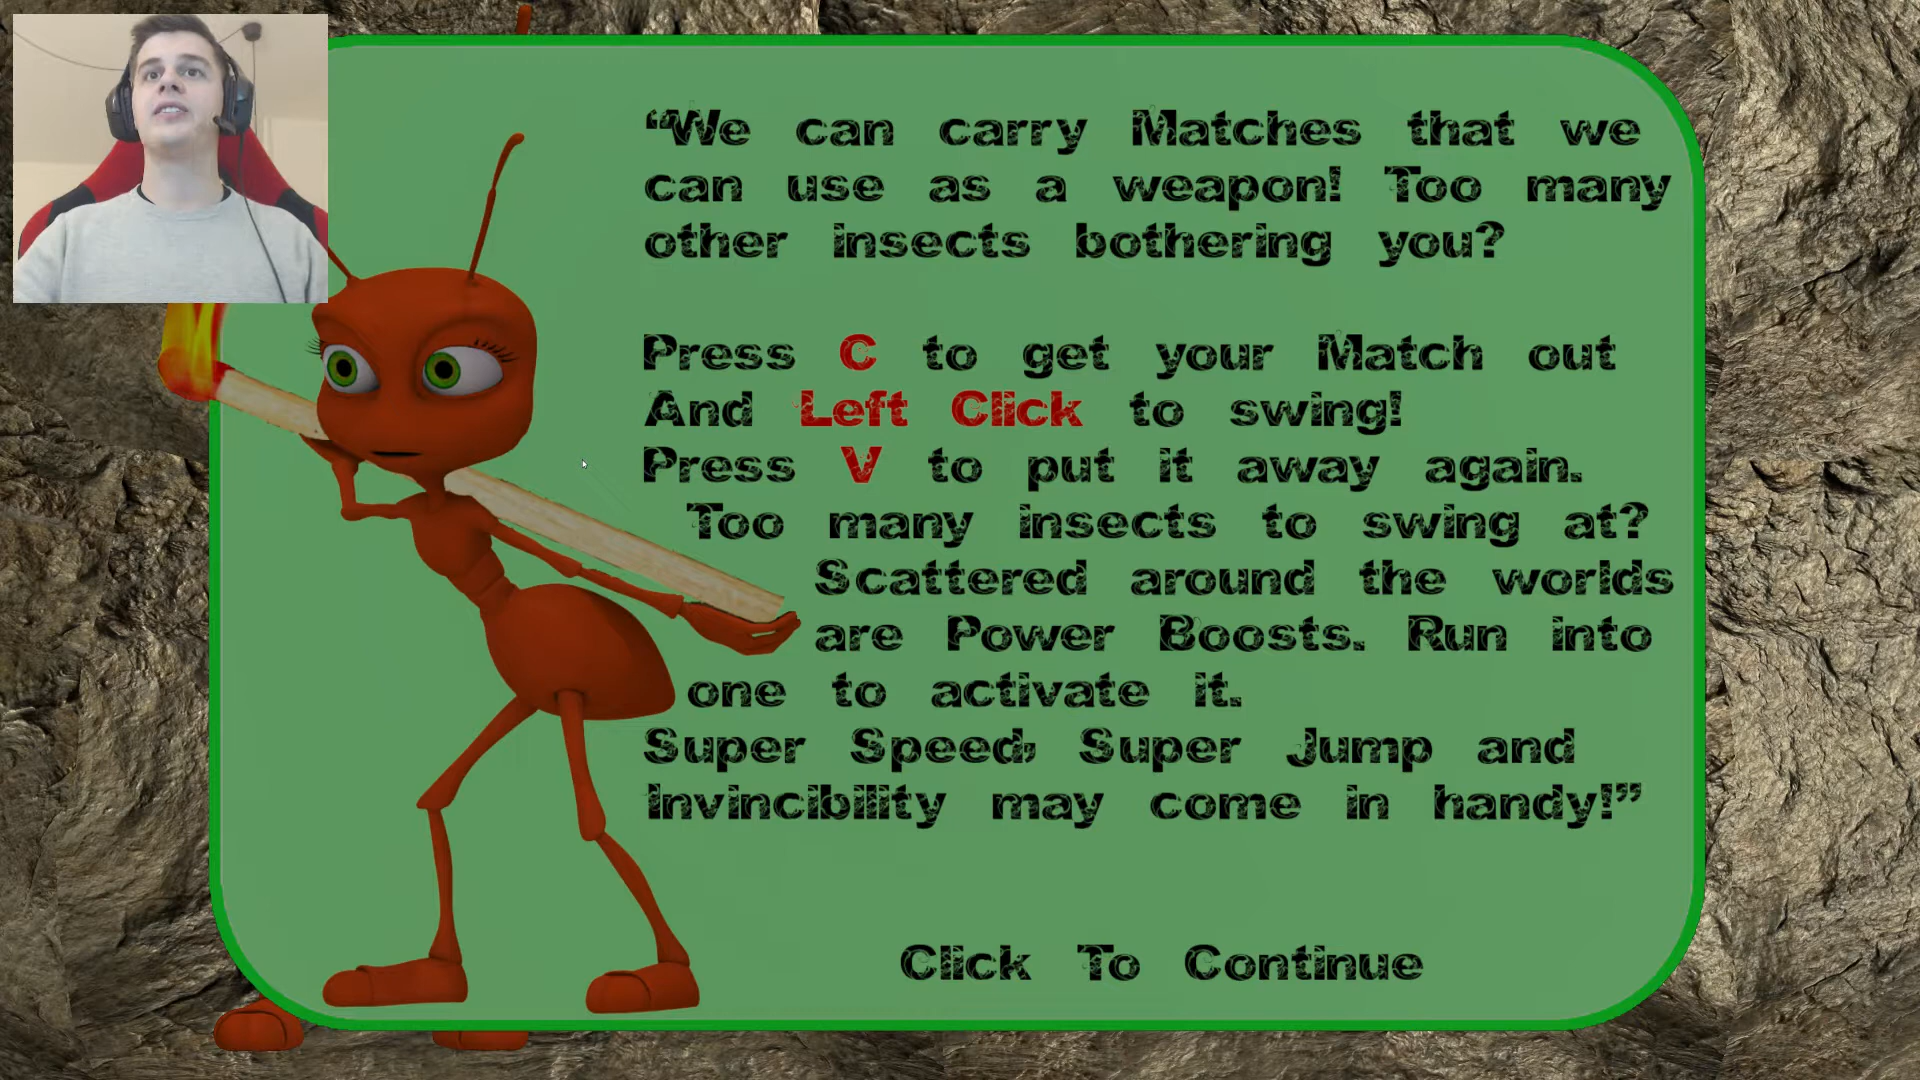 “We can carry Matches that we
can use as a weapon! Too many
other insects bothering you?
Press C to get your Match out
And Left Click to swing!
Press V to put it away again.
Too many insects to swing at?
Scattered around the worlds
are Power Boosts. Run into
one to activate it.
Super Speed, Super Jump and
Invincibility may come in handy!”
Click To Continue